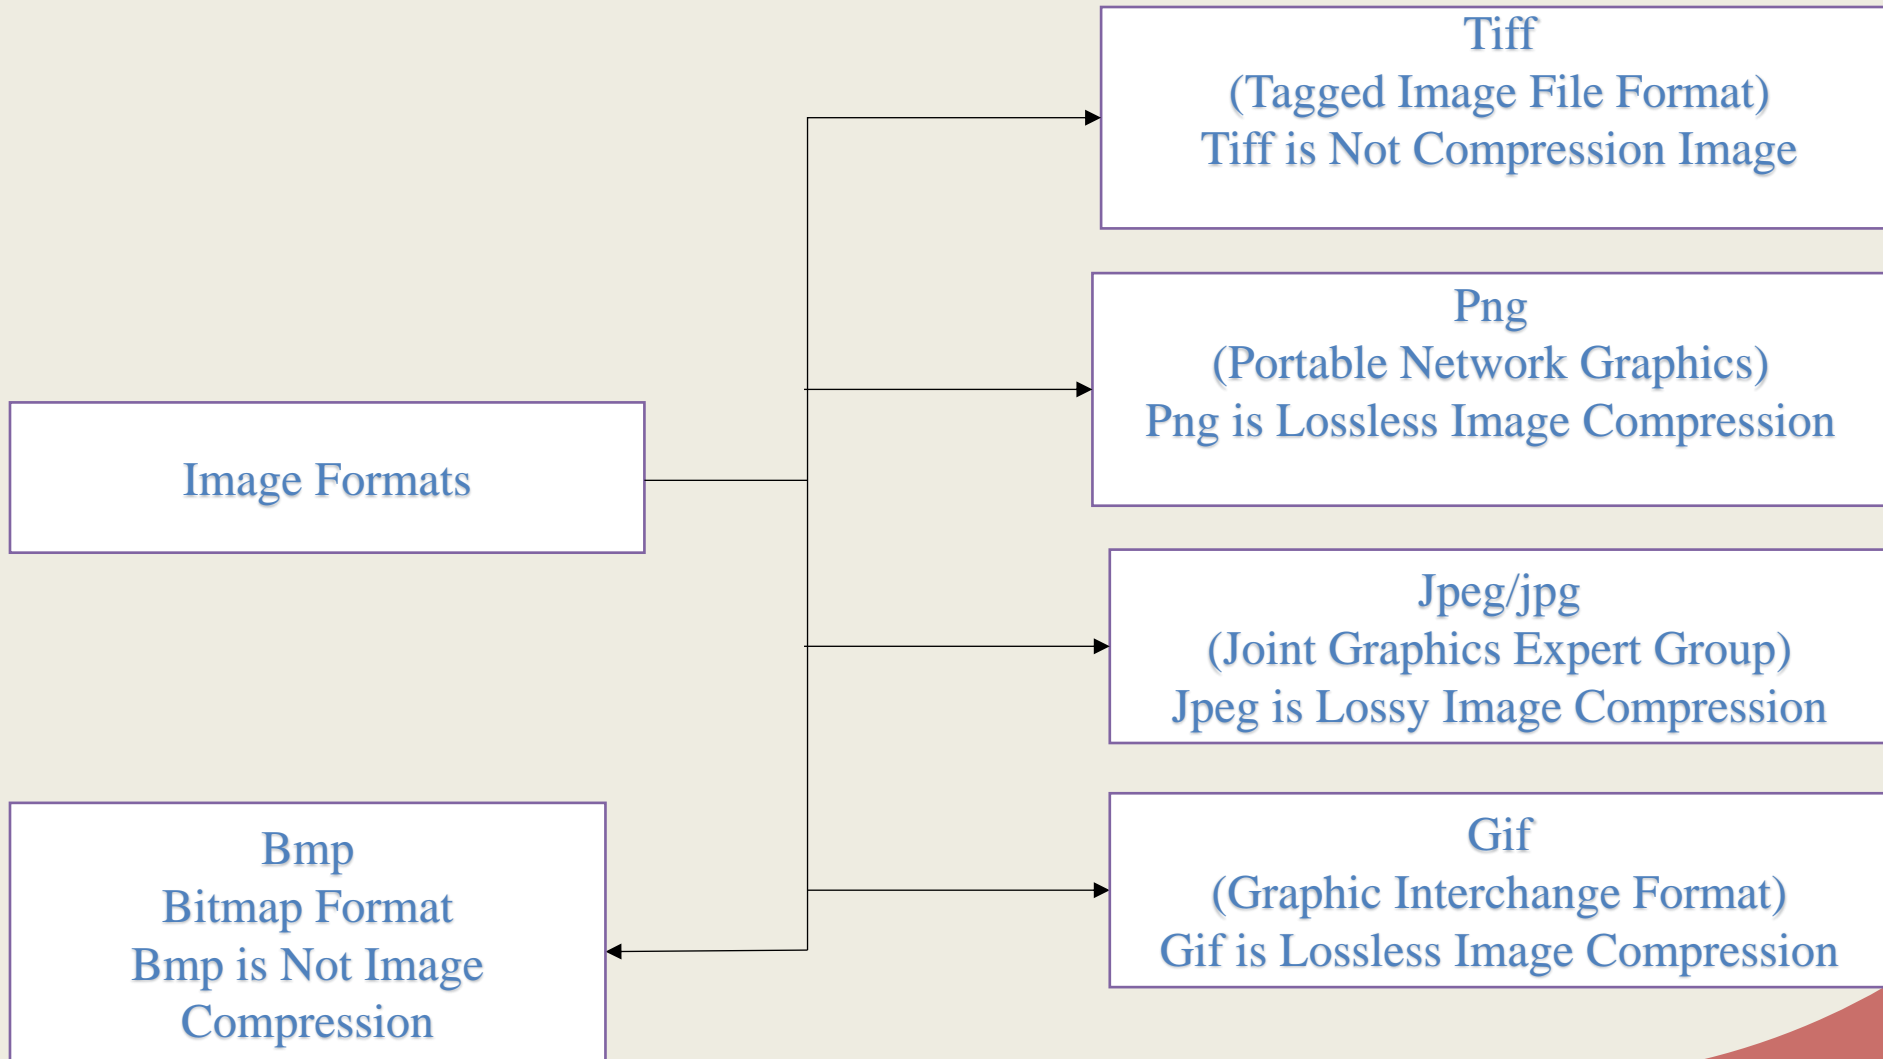 Tiff
(Tagged Image File Format)
Tiff is Not Compression Image
Png
(Portable Network Graphics)
Png is Lossless Image Compression
Image Formats
Jpeg/jpg
(Joint Graphics Expert Group)
Jpeg is Lossy Image Compression
Gif
(Graphic Interchange Format)
Gif is Lossless Image Compression
Bmp
Bitmap Format
Bmp is Not Image
Compression